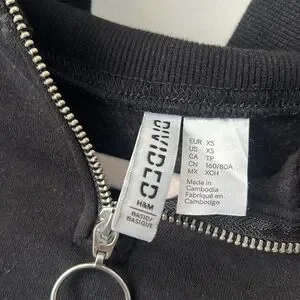 DIVIDED
H&M
BASIC/
BASIQUE
EUR XS
US XS
CA TP
CN 160/80A
MX XCH
Made in
Cambodia
Fabriqué en
Cambodge